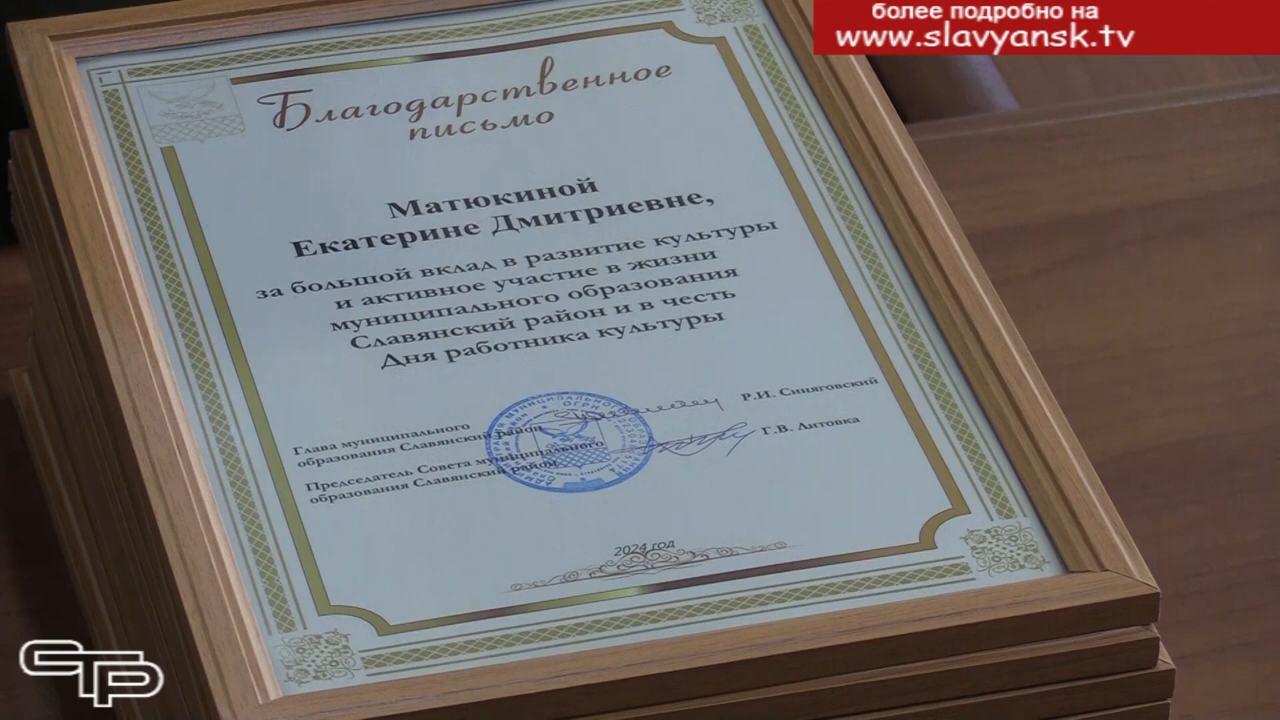 более подробно на
www.slavyansk.tv
Благодарственное
письмо
Матюкиной
Екатерине Дмитриевне,
за большой вклад в развитие культуры
и активное участие в жизни
муниципального образования
Славянский район и в честь
Дня работника культуры
Глава муниципального
образования Славянский район
Р.И. Синяговский
Председатель Совета муниципального
образования Славянский район
Г.В. Литовка
2024 год
СТР